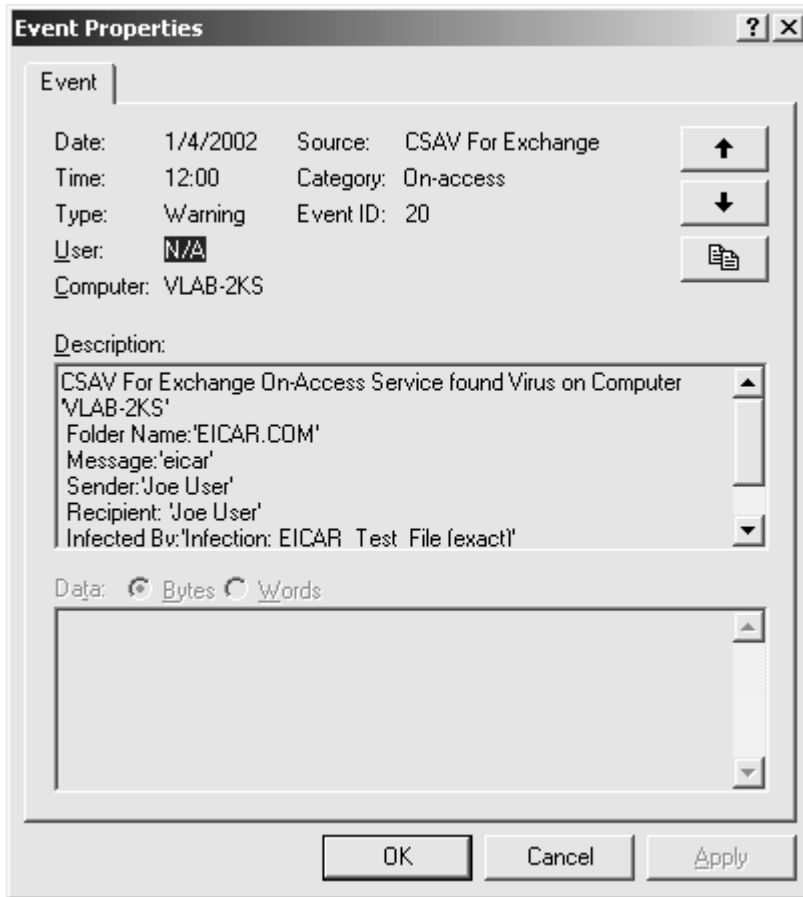 Event Properties
Event
Date: 1/4/2002 Source: CSAV For Exchange
Time: 12:00 Category: On-access
Type: Warning Event ID: 20
User: N/A
Computer: VLAB-2KS
Description:
CSAV For Exchange On-Access Service found Virus on Computer
'VLAB-2KS'
Folder Name:'EICAR.COM'
Message:'eicar'
Sender:'Joe User'
Recipient: 'Joe User'
Infected By:'Infection: EICAR_Test_File (exact)'
Data: Bytes Words
OK Cancel Apply